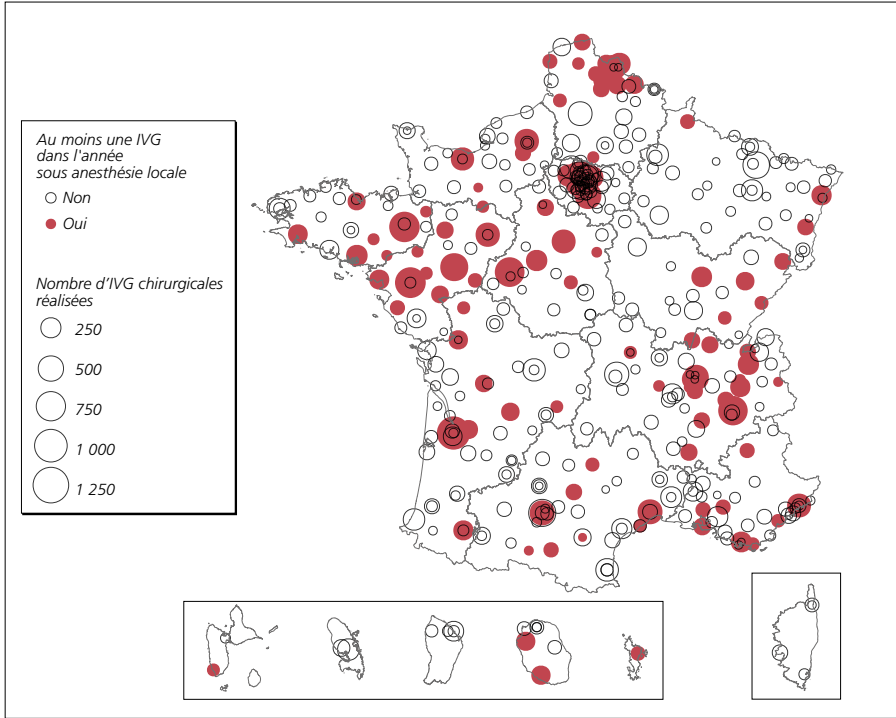 Au moins une IVG
dans l'année
sous anesthésie locale
Non
Oui
Nombre d’IVG chirurgicales
réalisées
250
500
750
1 000
1 250